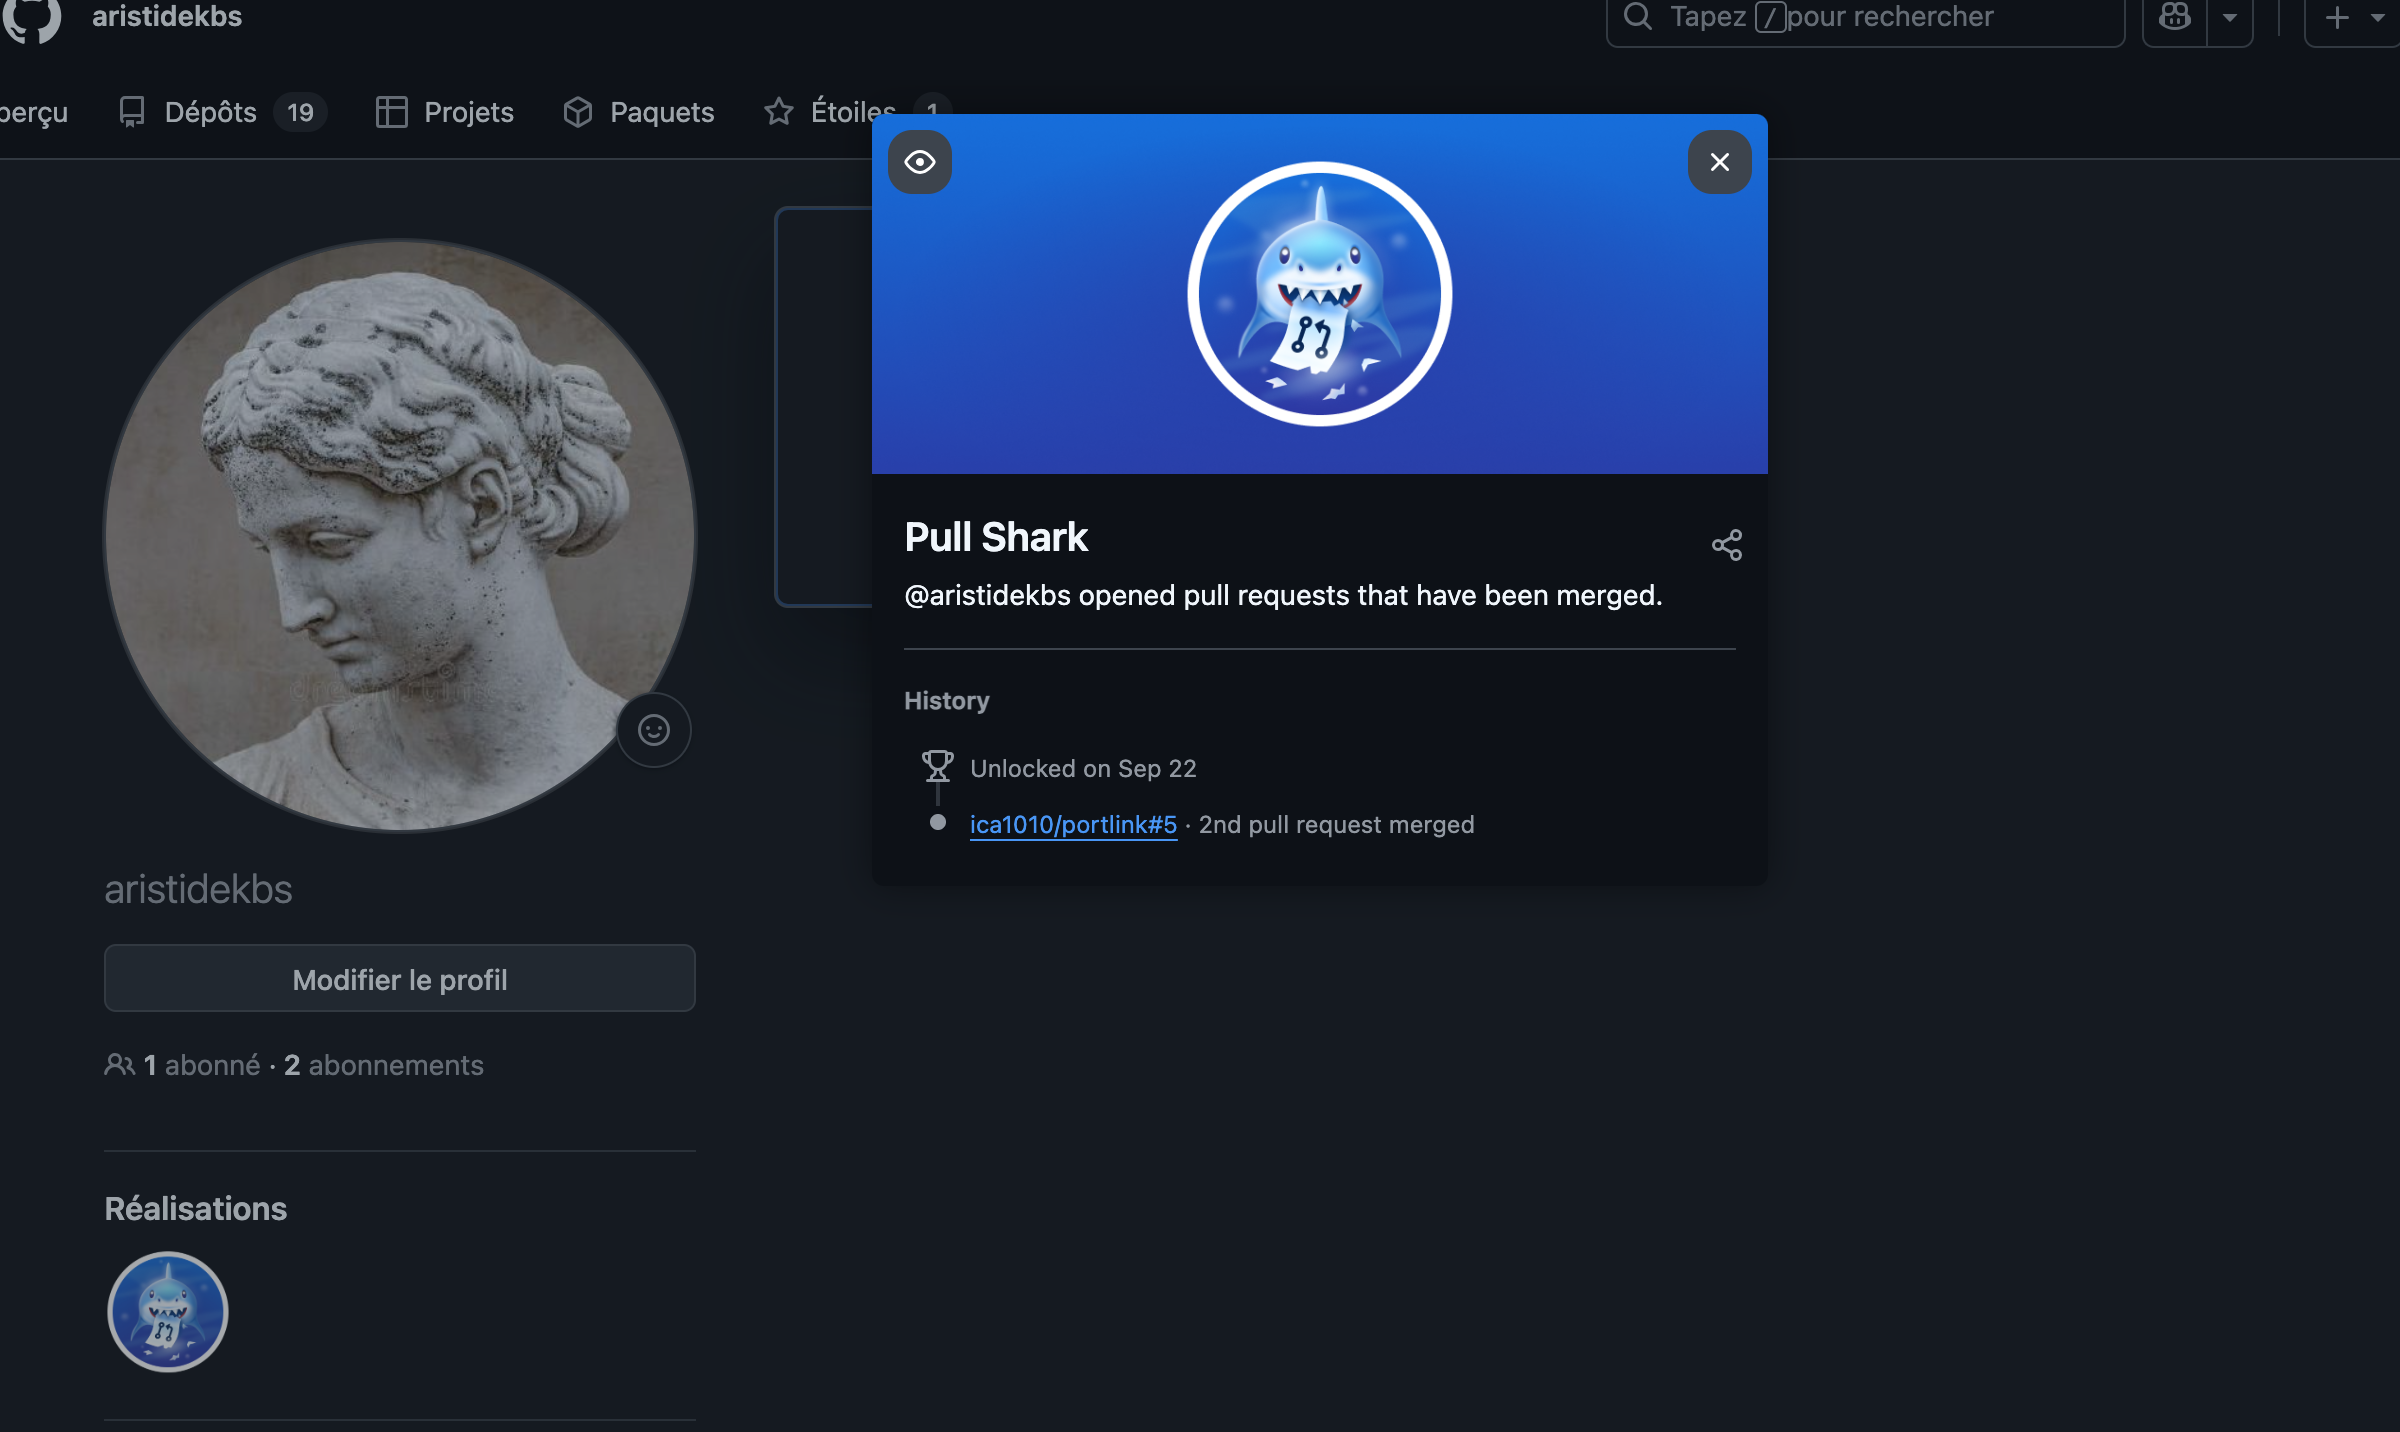 aristidekbs
Tapez / pour rechercher
perçu
Dépôts 19
Projets
Paquets
Étoiles 1
Pull Shark
@aristidekbs opened pull requests that have been merged.
History
Unlocked on Sep 22
ica1010/portlink#5 · 2nd pull request merged
aristidekbs
Modifier le profil
1 abonné · 2 abonnements
Réalisations